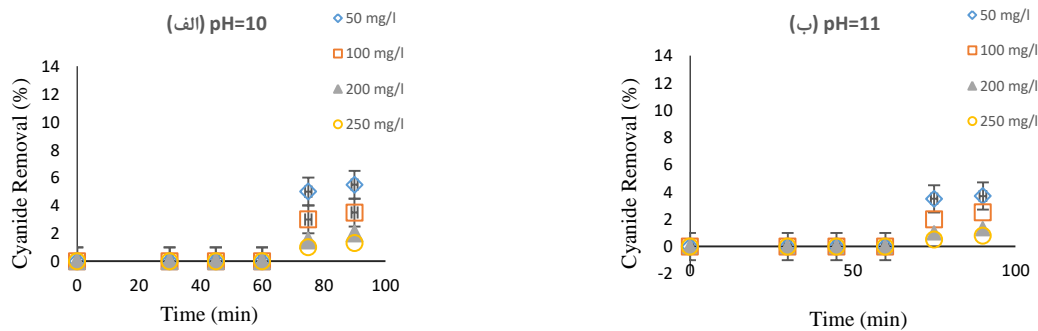 (الف) pH=10
50 mg/l
100 mg/l
200 mg/l
250 mg/l
Cyanide Removal (%)
14
12
10
8
6
4
2
0
0 20 40 60 80 100
Time (min)
(ب) pH=11
50 mg/l
100 mg/l
200 mg/l
250 mg/l
Cyanide Removal (%)
14
12
10
8
6
4
2
0
-2
0 50 100
Time (min)